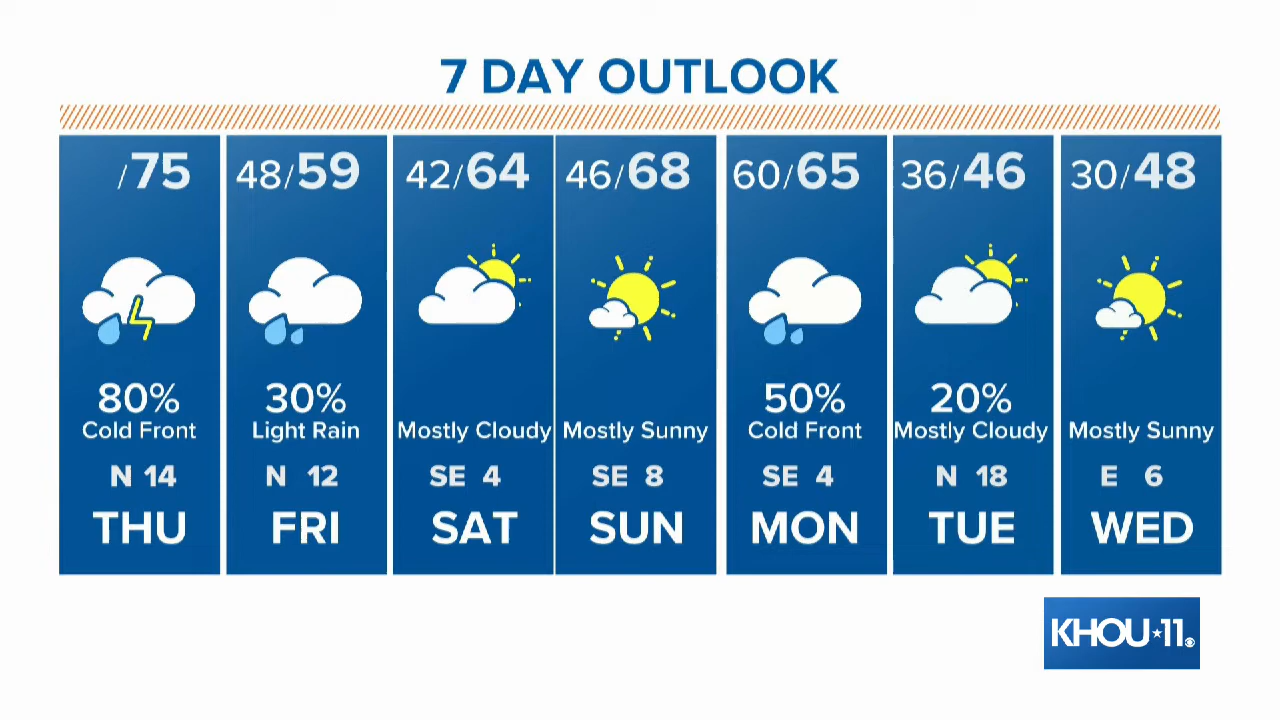 7 DAY OUTLOOK
/75 48/59 42/64 46/68 60/65 36/46 30/48
80% 30% 50% 20%
Cold Front Light Rain Mostly Cloudy Mostly Sunny Cold Front Mostly Cloudy Mostly Sunny
N 14 N 12 SE 4 SE 8 SE 4 N 18 E 6
THU FRI SAT SUN MON TUE WED
KHOU★11